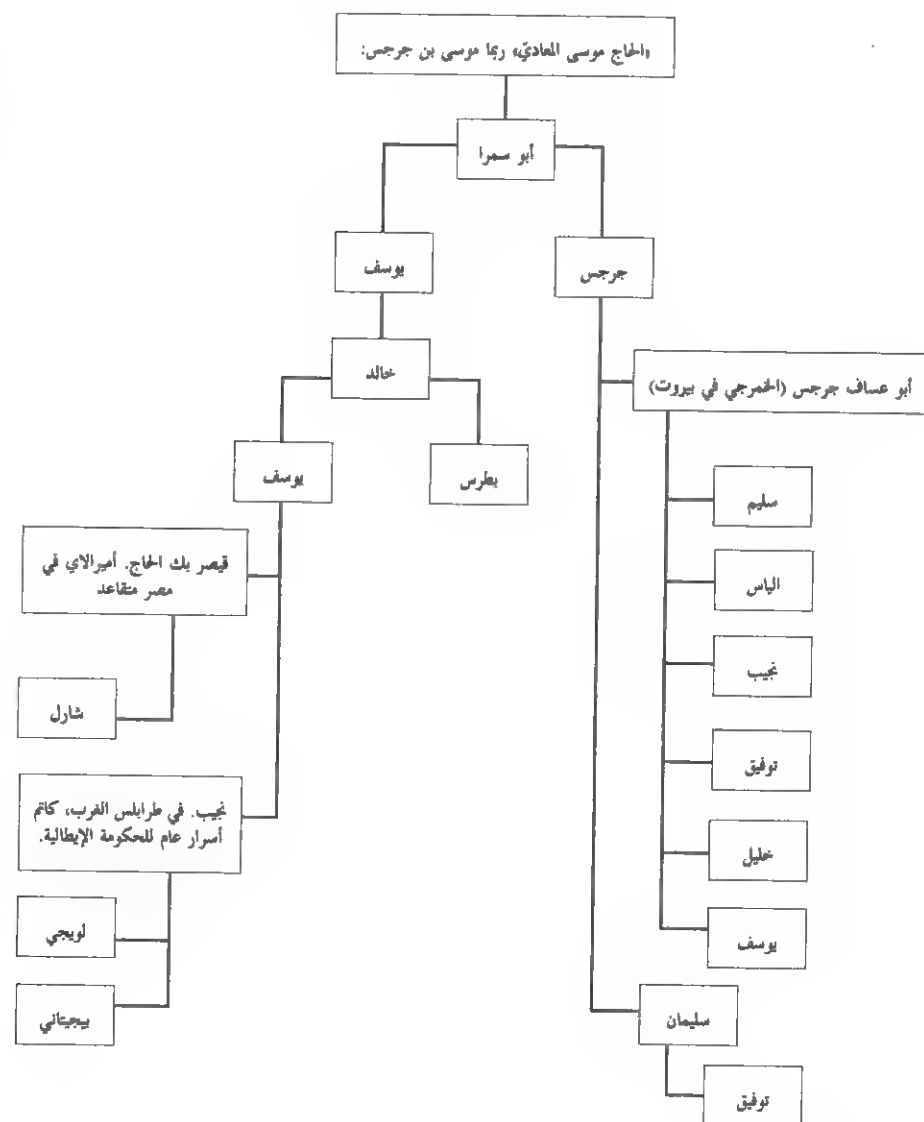 «الحاج موسى المعاديّ» ربما موسى بن جرجس:
أبو سمرا
جرجس
يوسف
خالد
أبو عساف جرجس (الخمرجي في بيروت)
بطرس
يوسف
سليم
قيصر بك الحاج. أميرالاي في
مصر متقاعد
الياس
نجيب
شارل
توفيق
نجيب. في طرابلس الغرب، كاتم
أسرار عام للحكومة الإيطالية.
خليل
لويجي
يوسف
بيجيتاني
سليمان
توفيق